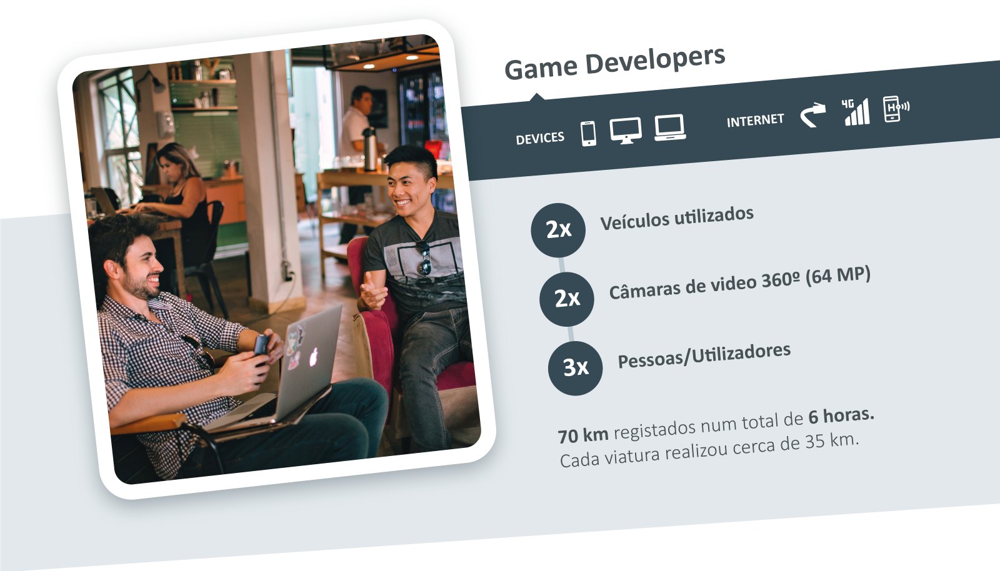 Game Developers
DEVICES
INTERNET
4G
H
2x
Veículos utilizados
2x
Câmaras de video 360º (64 MP)
3x
Pessoas/Utilizadores
70 km registados num total de 6 horas.
Cada viatura realizou cerca de 35 km.